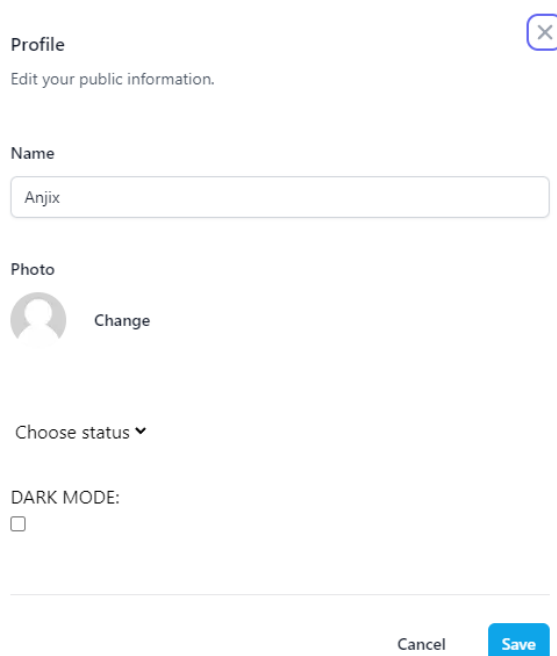 Profile
Edit your public information.
Name
Anjix
Photo
Change
Choose status
DARK MODE:
Cancel Save